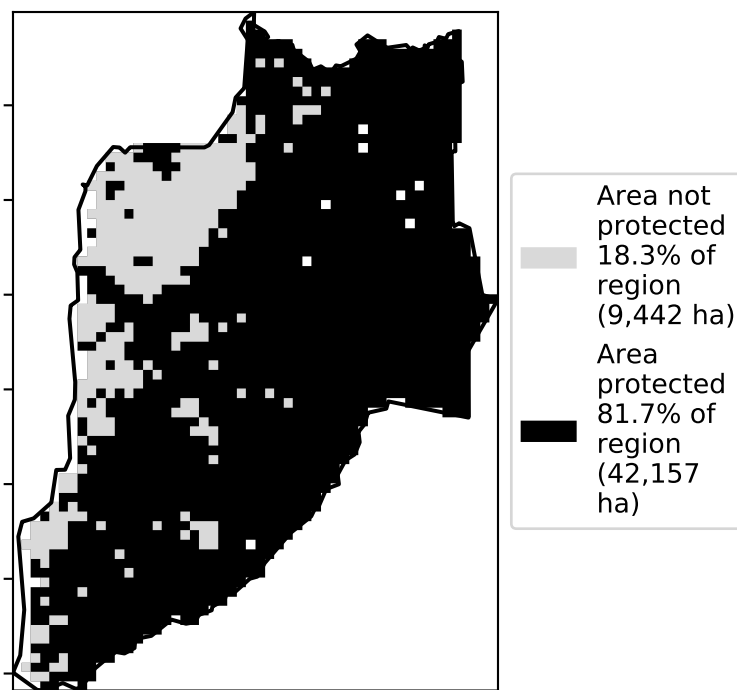 Area not
protected
18.3% of
region
(9,442 ha)
Area
protected
81.7% of
region
(42,157
ha)